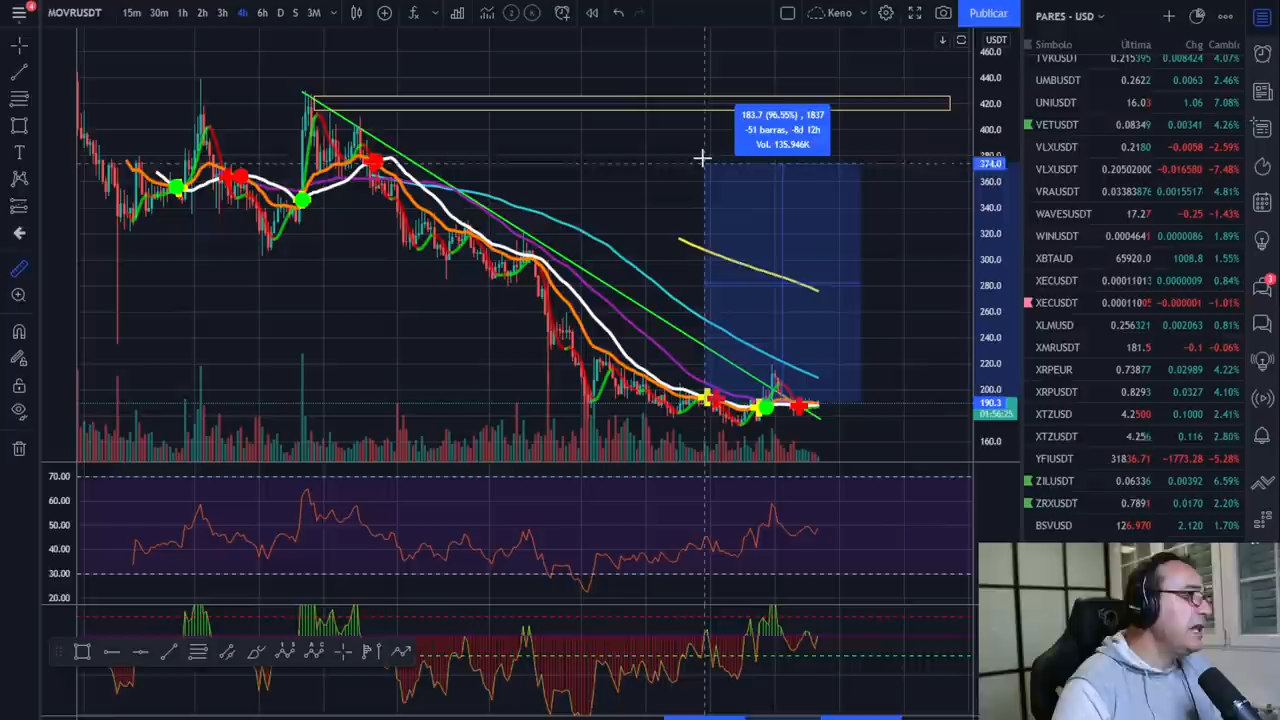 4
MOVRUSDT 15m 30m 1h 2h 3h 4h 6h D S 3M Keno Publicar
PARES - USD
USDT
Símbolo Última Chg Cambic
TVKUSDT 0.215395 0.008424 4.07%
UMBUSDT 0.2622 0.0063 2.46%
UNIUSDT 16.03 1.06 7.08%
VETUSDT 0.08349 0.00341 4.26%
VLXUSDT 0.2180 -0.0058 -2.59%
VLXUSDT 0.20502000 -0.016580 -7.48%
VRAUSDT 0.03383876 0.0015517 4.81%
WAVESUSDT 17.27 -0.25 -1.43%
WINUSDT 0.0004641 0.0000086 1.89%
XBTAUD 65920.0 1008.8 1.55%
XECUSDT 0.00011013 0.0000009 0.84%
XECUSDT 0.00011005 -0.000001 -1.01%
XLMUSD 0.256321 0.002063 0.81%
XMRUSDT 181.5 -0.1 -0.06%
XRPEUR 0.73877 0.02989 4.22%
XRPUSDT 0.8293 0.0327 4.10%
XTZUSD 4.2500 0.100 2.41%
XTZUSDT 4.256 0.116 2.80%
YFIUSDT 31836.71 -1773.28 -5.28%
ZILUSDT 0.06336 0.00392 6.59%
ZRXUSDT 0.7891 0.0170 2.20%
BSVUSD 126.970 2.120 1.70%
3
460.0
440.0
420.0
400.0
380.0
374.0
360.0
340.0
320.0
300.0
280.0
260.0
240.0
220.0
200.0
190.3
01:56:25
160.0
183.7 (96.55%) , 1837
-51 barras, -8d 12h
Vol. 135.946K
70.00
60.00
50.00
40.00
30.00
20.00